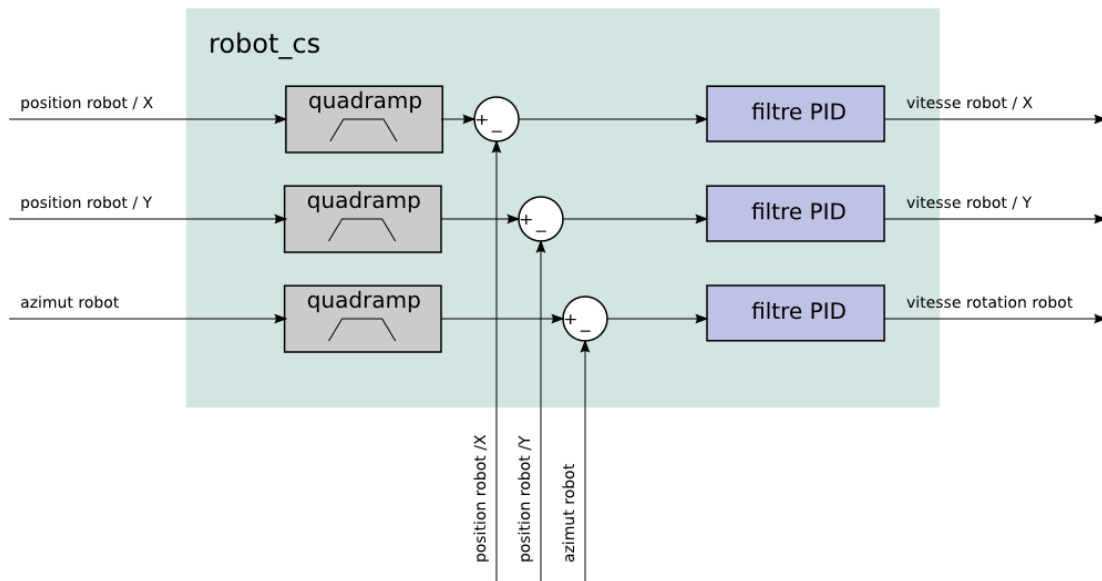 robot_cs
position robot / X
quadramp
+
−
filtre PID
vitesse robot / X
position robot / Y
quadramp
+
−
filtre PID
vitesse robot / Y
azimut robot
quadramp
+
−
filtre PID
vitesse rotation robot
position robot /X
position robot /Y
azimut robot